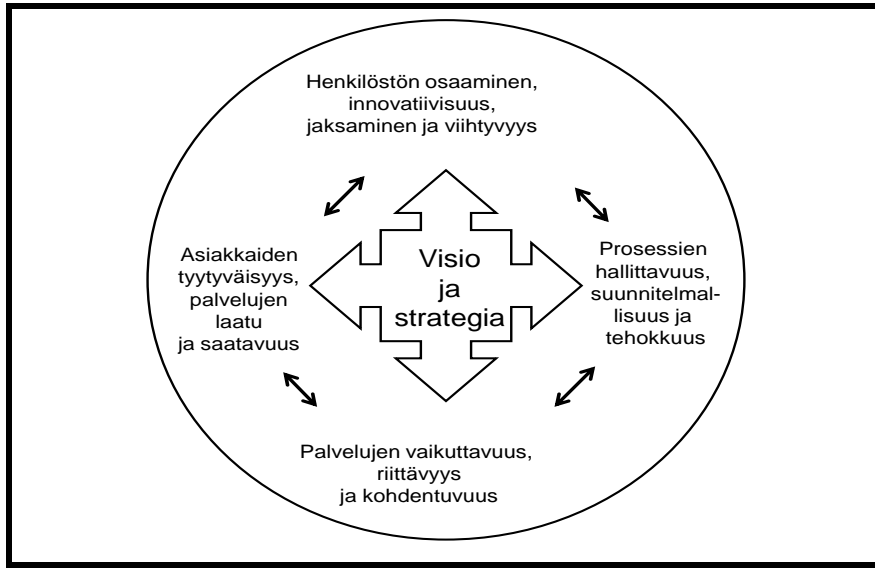 Henkilöstön osaaminen,
innovatiivisuus,
jaksaminen ja viihtyvyys
Asiakkaiden
tyytyväisyys,
palvelujen
laatu
ja saatavuus
Visio
ja
strategia
Prosessien
hallittavuus,
suunnitelmal-
lisuus ja
tehokkuus
Palvelujen vaikuttavuus,
riittävyys
ja kohdentuvuus